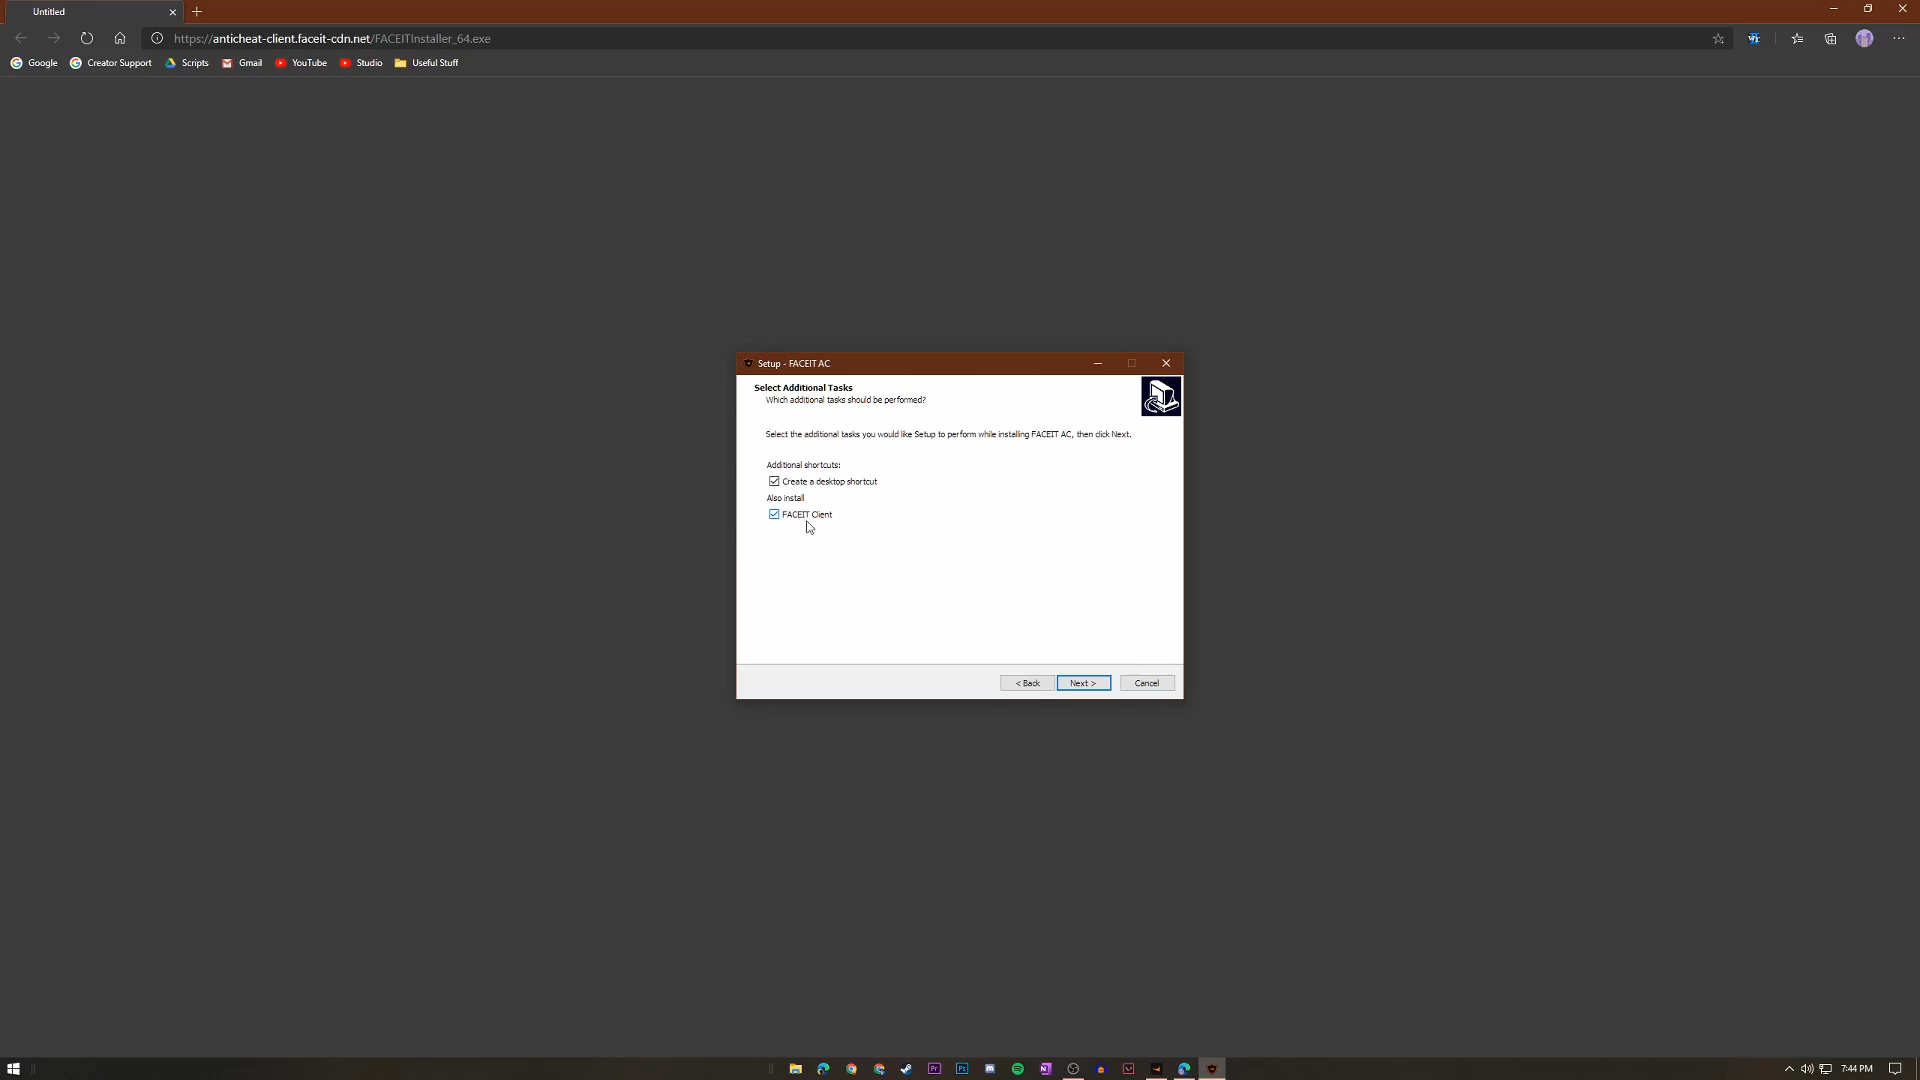 Untitled
https://anticheat-client.faceit-cdn.net/FACEITInstaller_64.exe
Google
Creator Support
Scripts
Gmail
YouTube
Studio
Useful Stuff
Setup - FACEIT AC
Select Additional Tasks
Which additional tasks should be performed?
Select the additional tasks you would like Setup to perform while installing FACEIT AC, then click Next.
Additional shortcuts:
Create a desktop shortcut
Also install
FACEIT Client
< Back
Next >
Cancel
Pr
Ps
N
7:44 PM